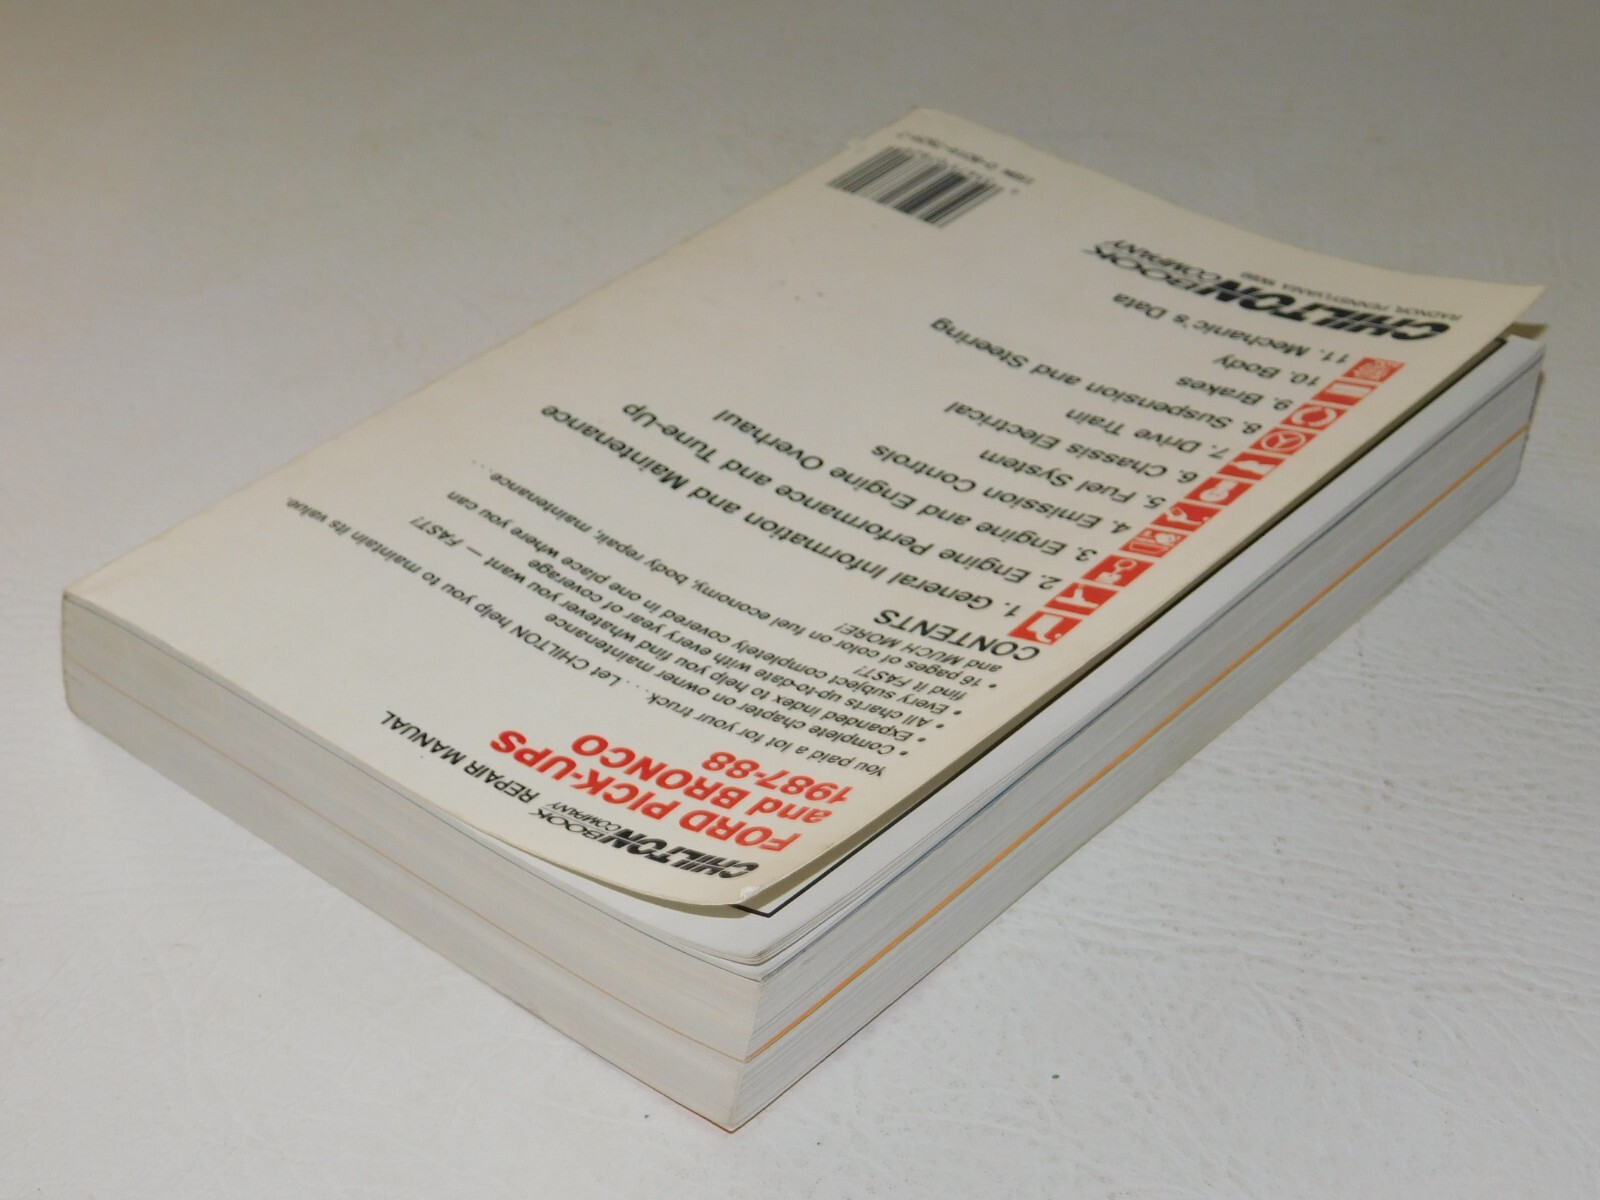 CHILTON BOOK COMPANY REPAIR MANUAL
FORD PICK-UPS
and BRONCO
1987-88
You paid a lot for your truck.... Let CHILTON help you to maintain its value.
• Complete chapter on owner maintenance
• Expanded index to help you find whatever you want — FAST!
• All charts up-to-date with every year of coverage
• Every subject completely covered in one place where you can
find it FAST!
• 16 pages of color on fuel economy, body repair, maintenance...
and MUCH MORE!
CONTENTS
1. General Information and Maintenance
2. Engine Performance and Tune-Up
3. Engine and Engine Overhaul
4. Emission Controls
5. Fuel System
6. Chassis Electrical
7. Drive Train
8. Suspension and Steering
9. Brakes
10. Body
11. Mechanic's Data
CHILTON BOOK COMPANY
RADNOR, PENNSYLVANIA
ISBN